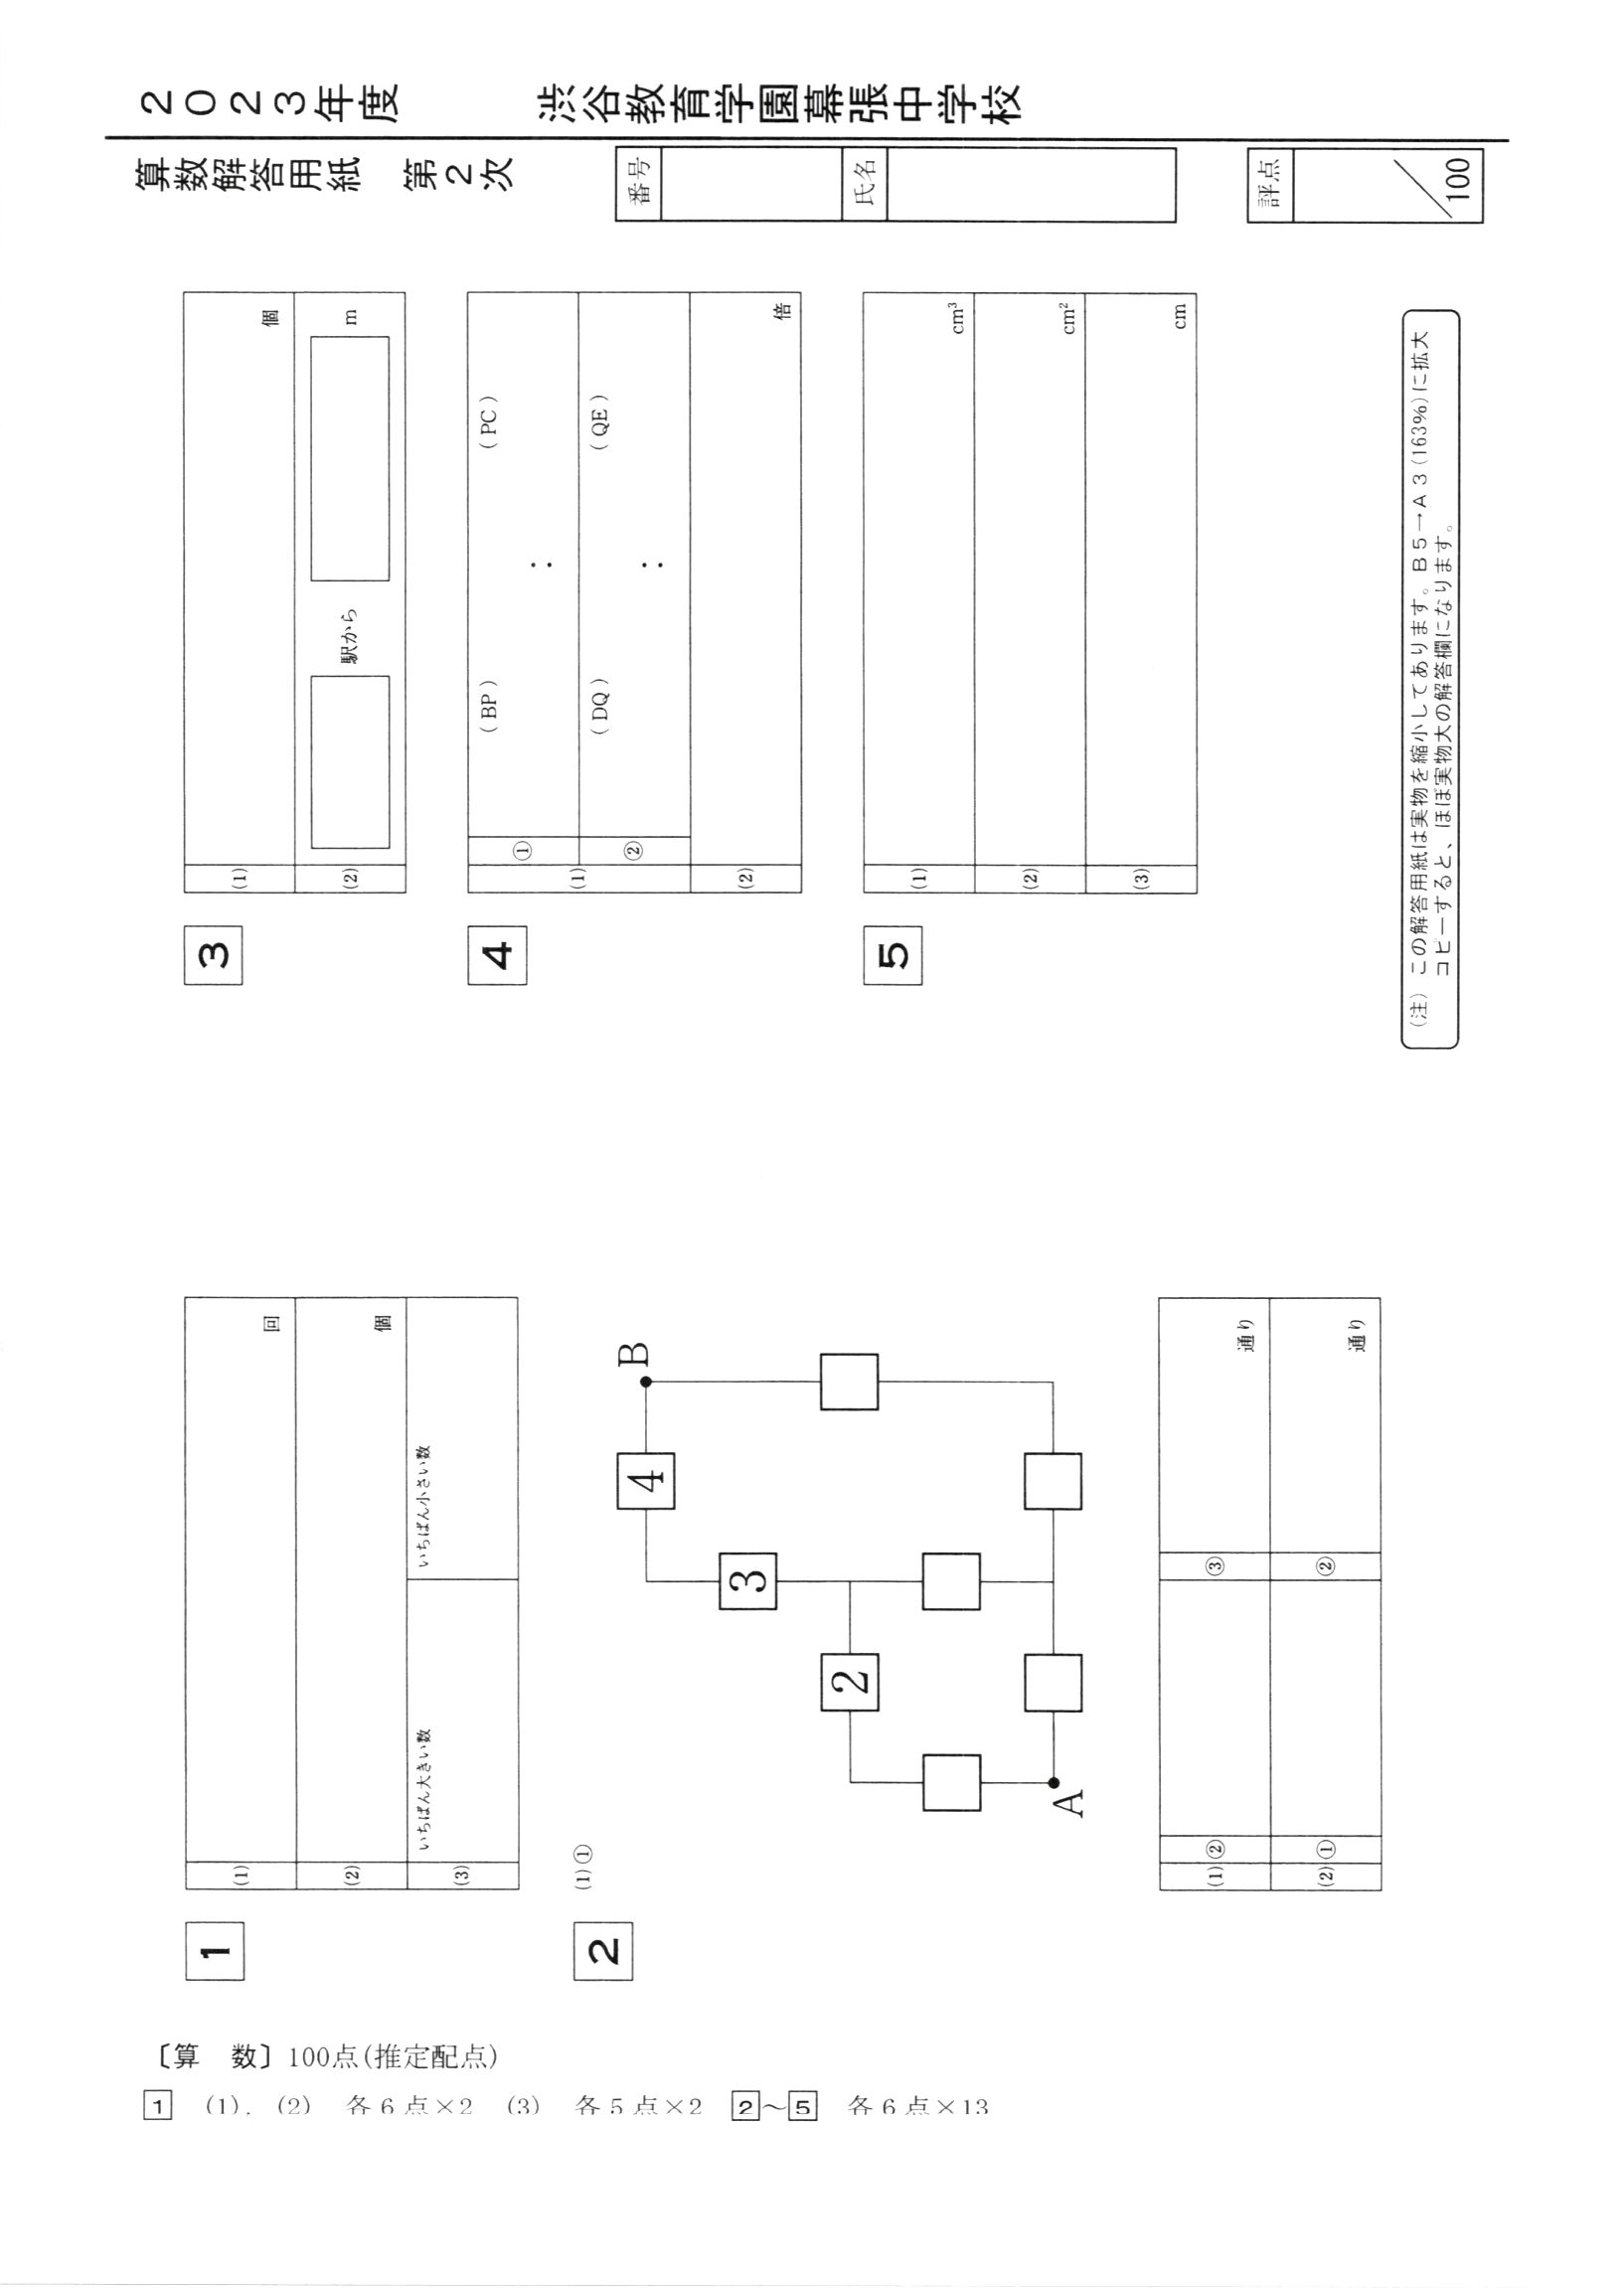 2023年度　渋谷教育学園幕張中学校
算数解答用紙　第2次
番号
氏名
評点
／100
1
(1)
回
(2)
個
(3)
いちばん大きい数
いちばん小さい数
2
(1)①
A
B
2
3
4
(1)②
通り
③
通り
(2)①
通り
②
通り
3
(1)
個
(2)
駅から
m
4
(1)
①
(BP)
:
(PC)
②
(DQ)
:
(QE)
(2)
倍
5
(1)
cm³
(2)
cm²
(3)
cm
(注) この解答用紙は実物を縮小してあります。B5→A3(163%)に拡大
コピーすると、ほぼ実物大の解答欄になります。
〔算　数〕100点(推定配点)
1 (1), (2) 各6点×2 (3) 各5点×2 2～5 各6点×13